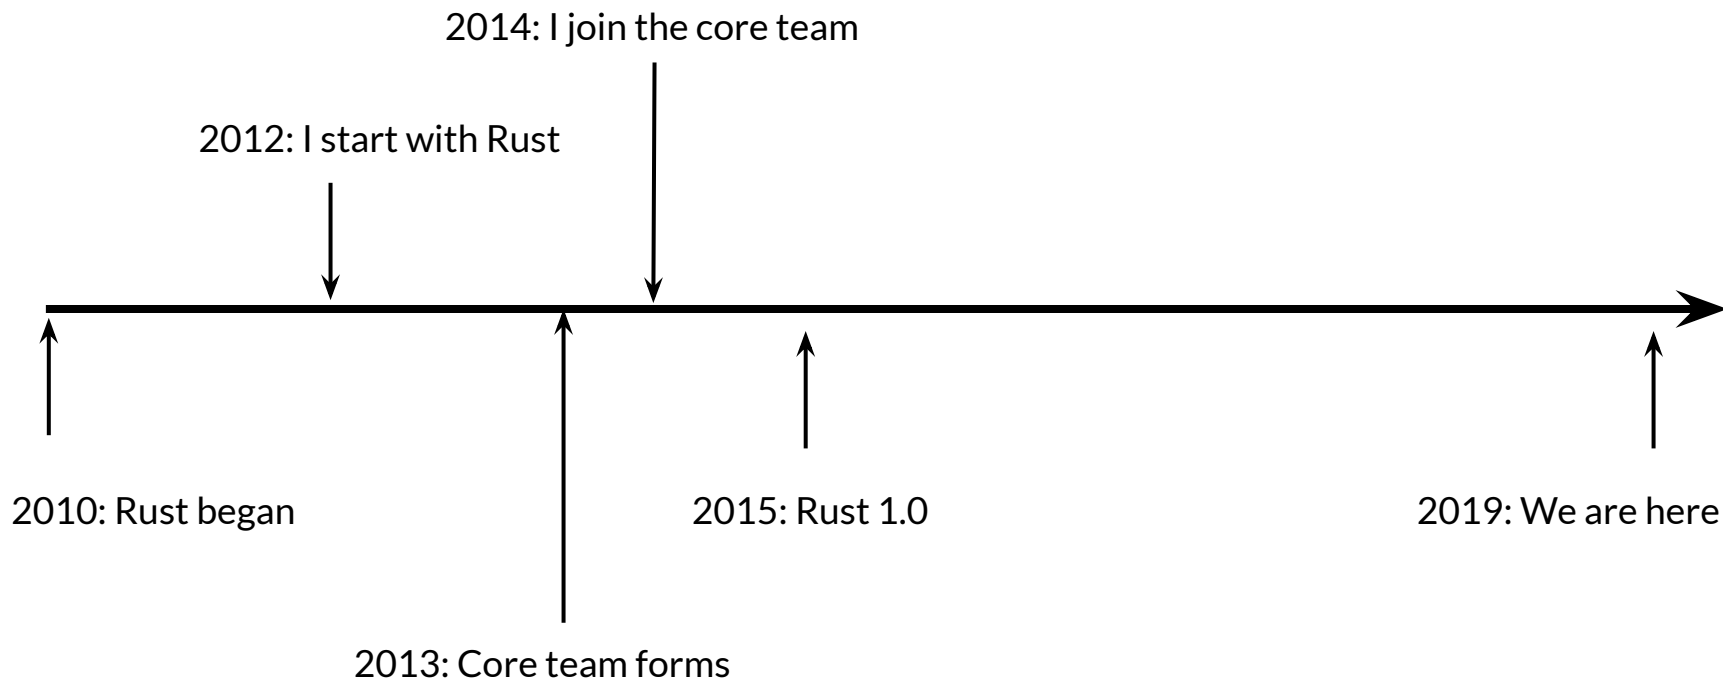 2014: I join the core team
2012: I start with Rust
2010: Rust began
2015: Rust 1.0
2019: We are here
2013: Core team forms